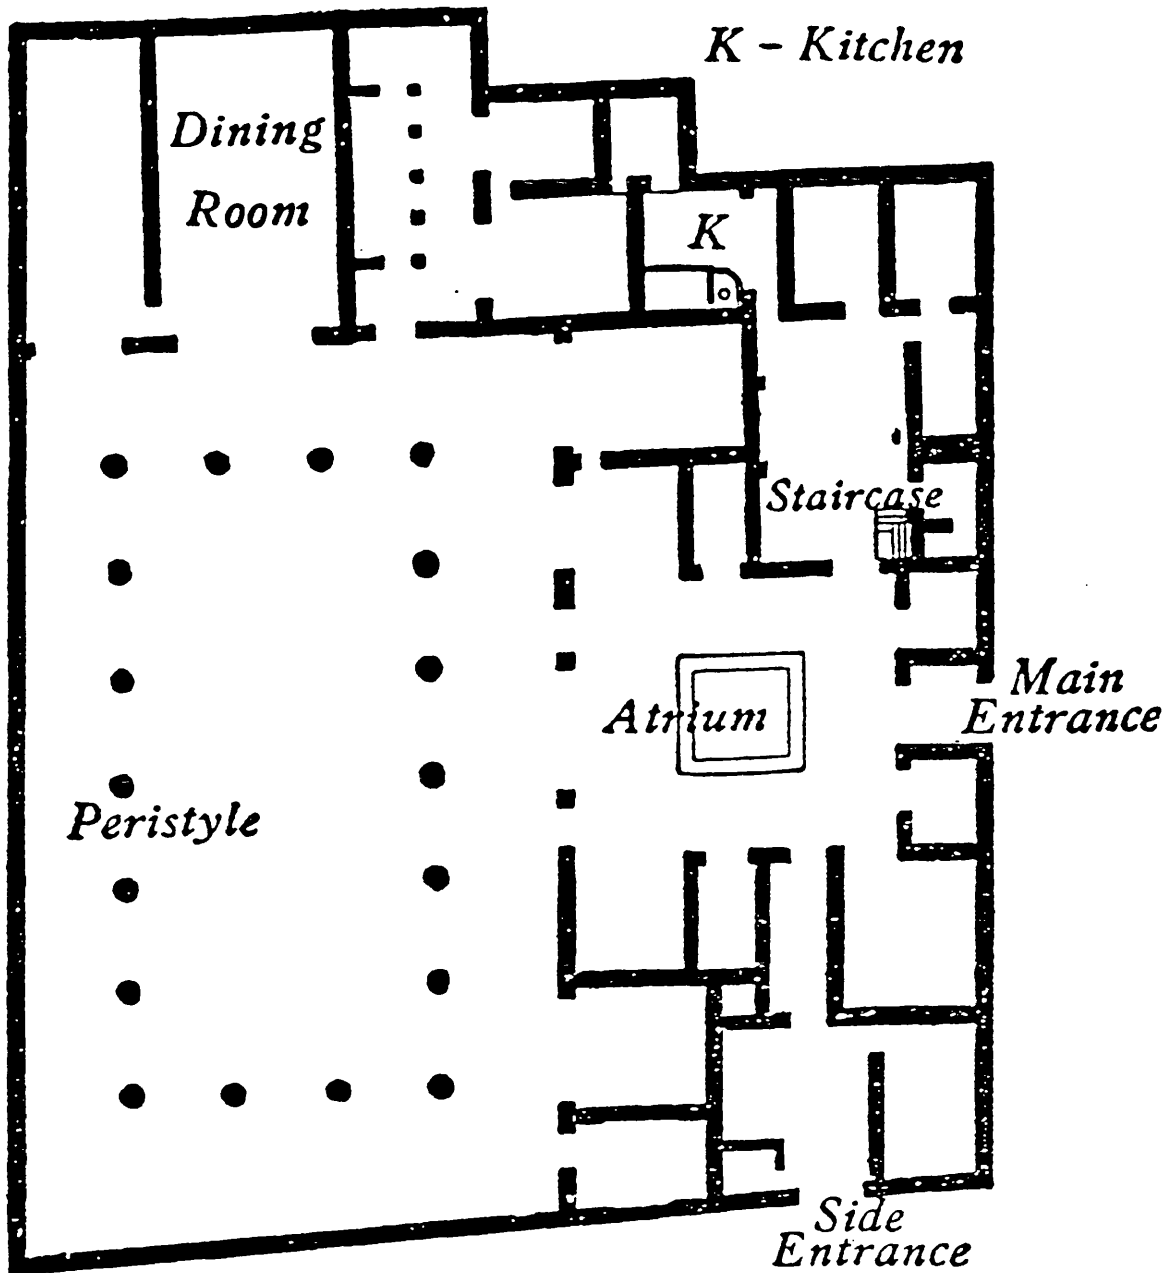 K – Kitchen
Dining
Room
K
Staircase
Main
Entrance
Atrium
Peristyle
Side
Entrance